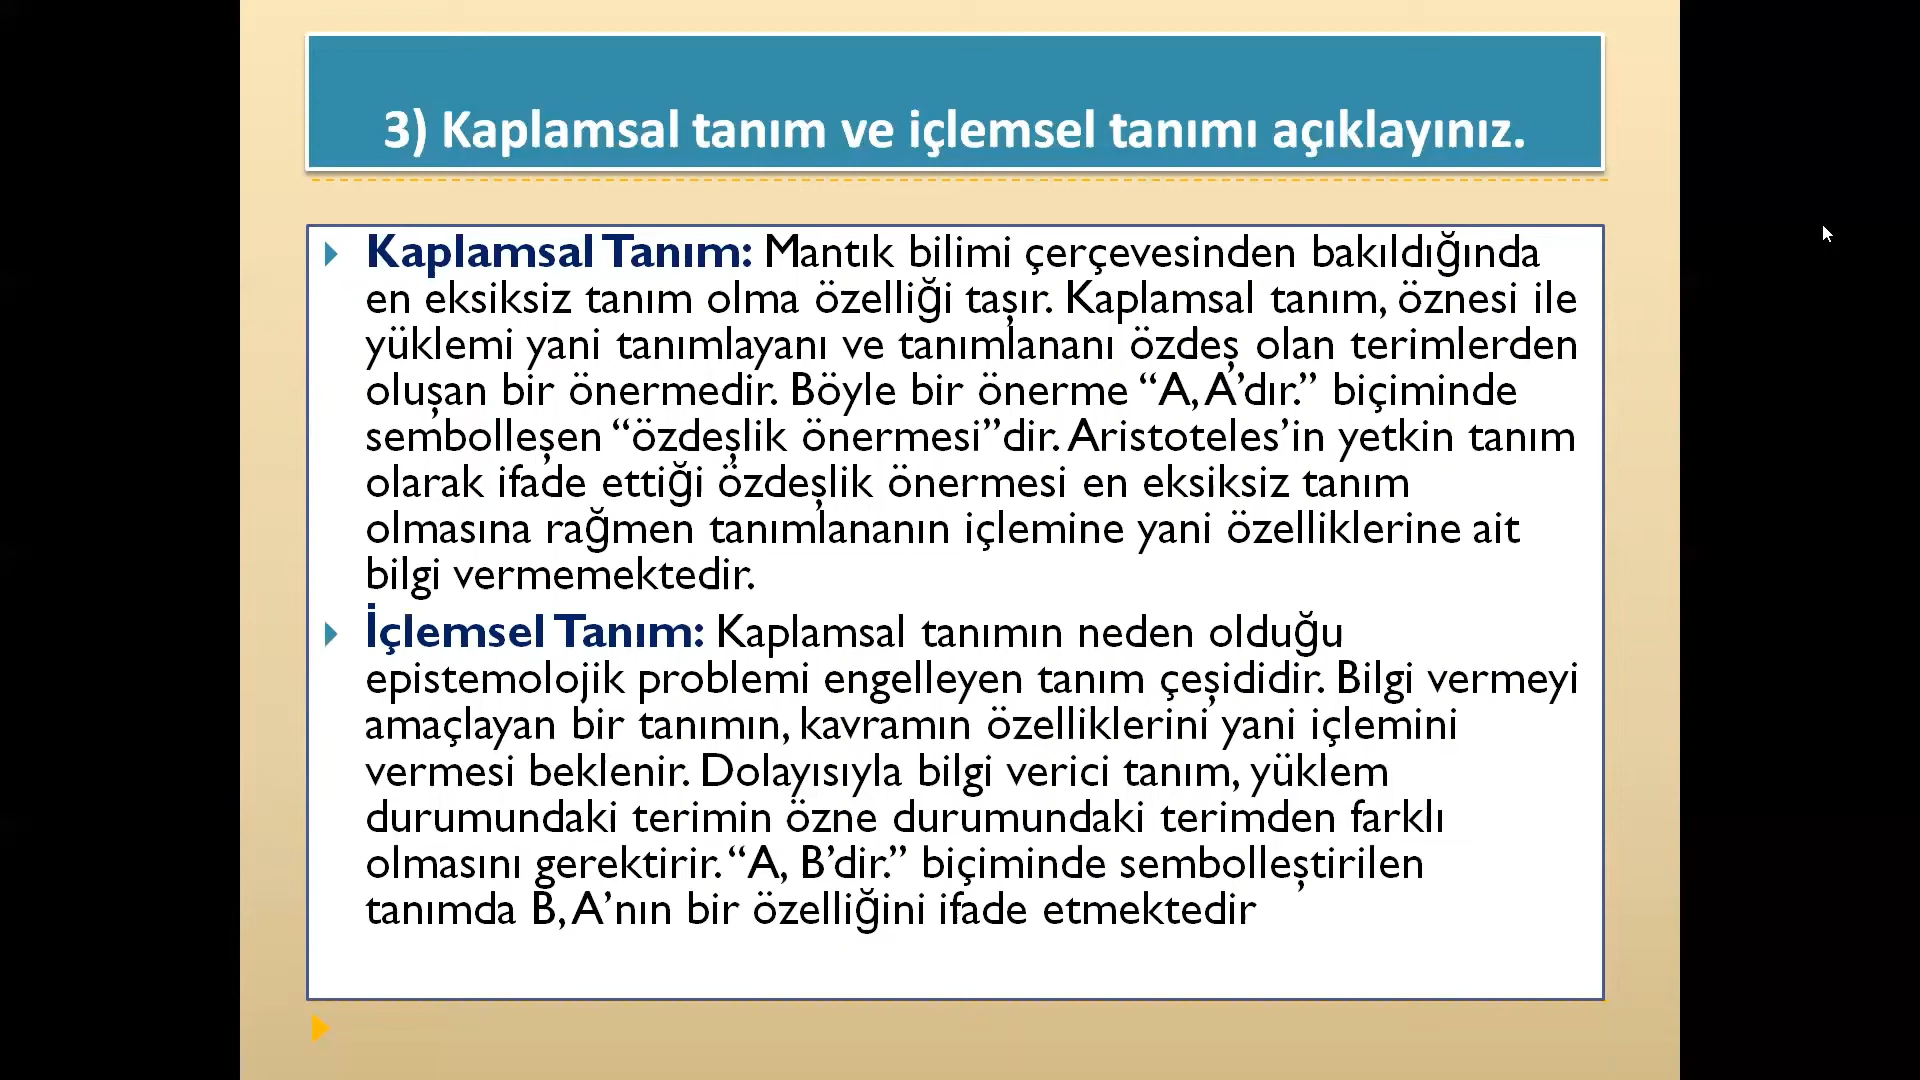 3) Kaplamsal tanım ve içlemsel tanımı açıklayınız.
Kaplamsal Tanım: Mantık bilimi çerçevesinden bakıldığında
en eksiksiz tanım olma özelliği taşır. Kaplamsal tanım, öznesi ile
yüklemi yani tanımlayanı ve tanımlananı özdeş olan terimlerden
oluşan bir önermedir. Böyle bir önerme “A, A’dır.” biçiminde
sembolleşen “özdeşlik önermesi”dir. Aristoteles’in yetkin tanım
olarak ifade ettiği özdeşlik önermesi en eksiksiz tanım
olmasına rağmen tanımlananın içlemine yani özelliklerine ait
bilgi vermemektedir.
İçlemsel Tanım: Kaplamsal tanımın neden olduğu
epistemolojik problemi engelleyen tanım çeşididir. Bilgi vermeyi
amaçlayan bir tanımın, kavramın özelliklerini yani içlemini
vermesi beklenir. Dolayısıyla bilgi verici tanım, yüklem
durumundaki terimin özne durumundaki terimden farklı
olmasını gerektirir. “A, B’dir.” biçiminde sembolleştirilen
tanımda B, A’nın bir özelliğini ifade etmektedir